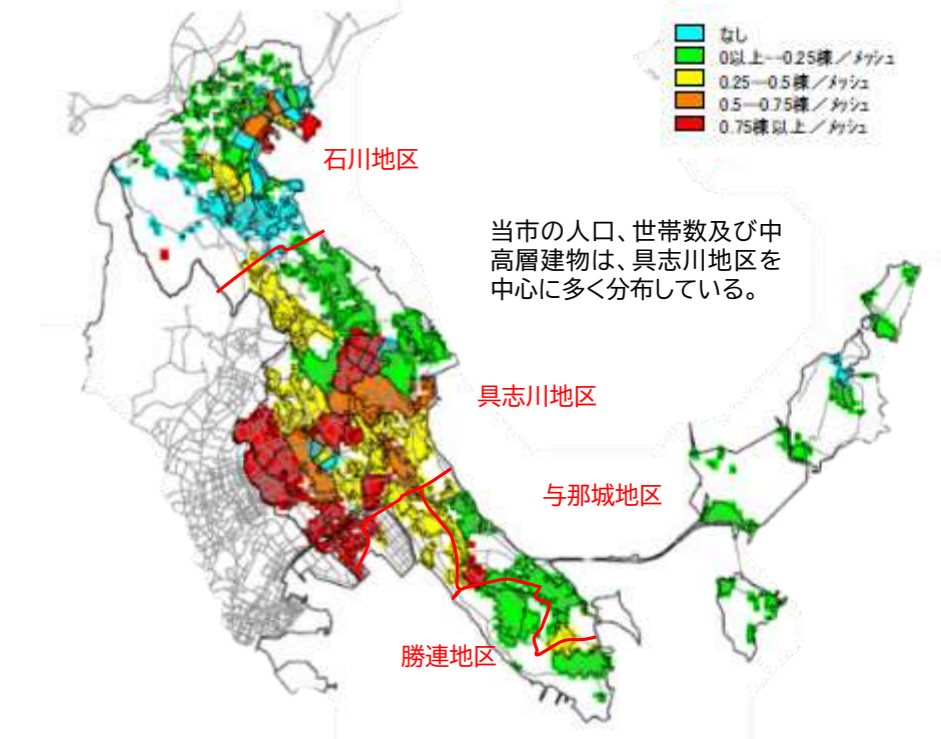 なし
0以上--0.25棟／メッシュ
0.25—0.5棟／メッシュ
0.5—0.75棟／メッシュ
0.75棟以上／メッシュ
石川地区
当市の人口、世帯数及び中
高層建物は、具志川地区を
中心に多く分布している。
具志川地区
与那城地区
勝連地区